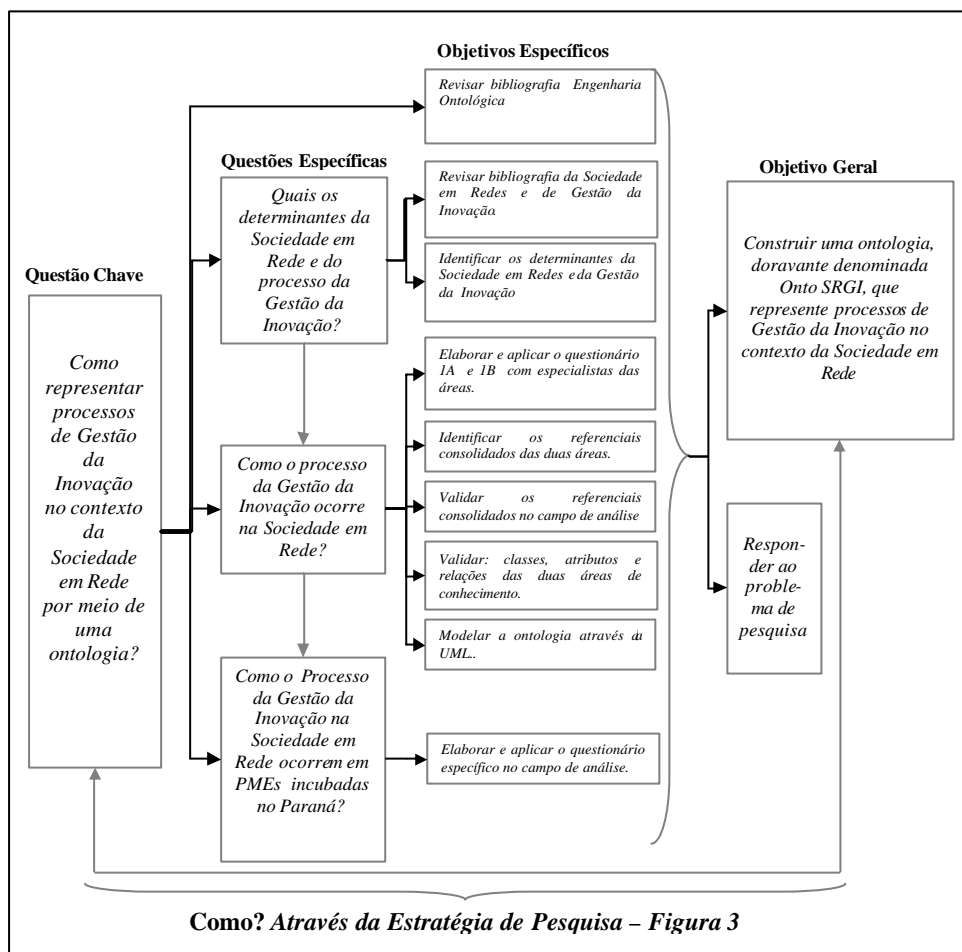 Objetivos Específicos
Revisar bibliografia Engenharia
Ontológica
Questões Específicas
Quais os
determinantes da
Sociedade em
Rede e do
processo da
Gestão da
Inovação?
Revisar bibliografia da Sociedade
em Redes e de Gestão da
Inovação.
Identificar os determinantes da
Sociedade em Redes e da Gestão
da Inovação
Objetivo Geral
Construir uma ontologia,
doravante denominada
Onto SRGI, que
represente processos de
Gestão da Inovação no
contexto da Sociedade em
Rede
Questão Chave
Como
representar
processos
de Gestão
da
Inovação
no contexto
da
Sociedade
em Rede
por meio de
uma
ontologia?
Elaborar e aplicar o questionário
1A e 1B com especialistas das
áreas.
Como o processo
da Gestão da
Inovação ocorre
na Sociedade em
Rede?
Identificar os referenciais
consolidados das duas áreas.
Validar os referenciais
consolidados no campo de análise
Validar: classes, atributos e
relações das duas áreas de
conhecimento.
Modelar a ontologia através da
UML..
Respon-
der ao
proble-
ma de
pesquisa
Como o Processo
da Gestão da
Inovação na
Sociedade em
Rede ocorrem em
PMEs incubadas
no Paraná?
Elaborar e aplicar o questionário
específico no campo de análise.
Como? Através da Estratégia de Pesquisa – Figura 3